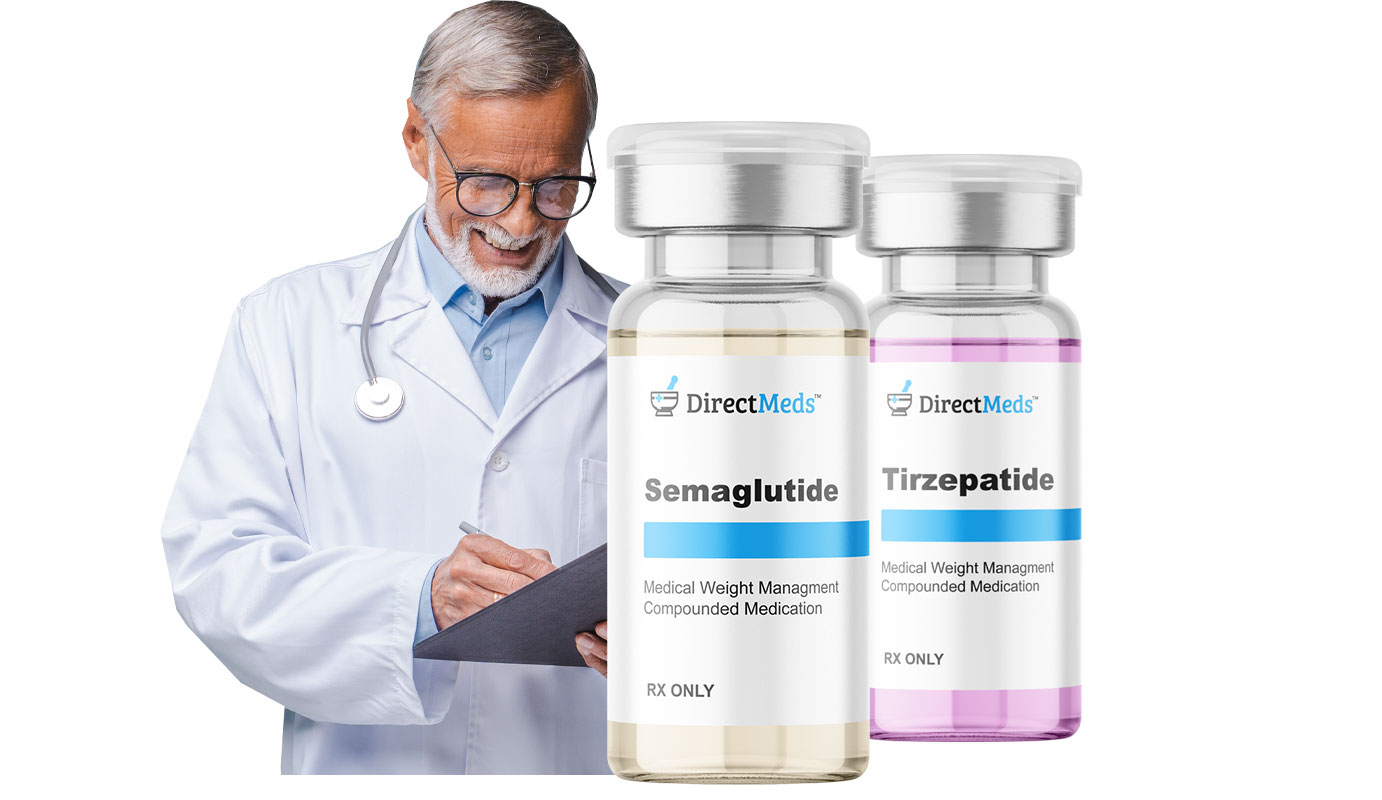 DirectMeds™
Semaglutide
Medical Weight Managment
Compounded Medication
RX ONLY
DirectMeds™
Tirzepatide
Medical Weight Managment
Compounded Medication
RX ONLY